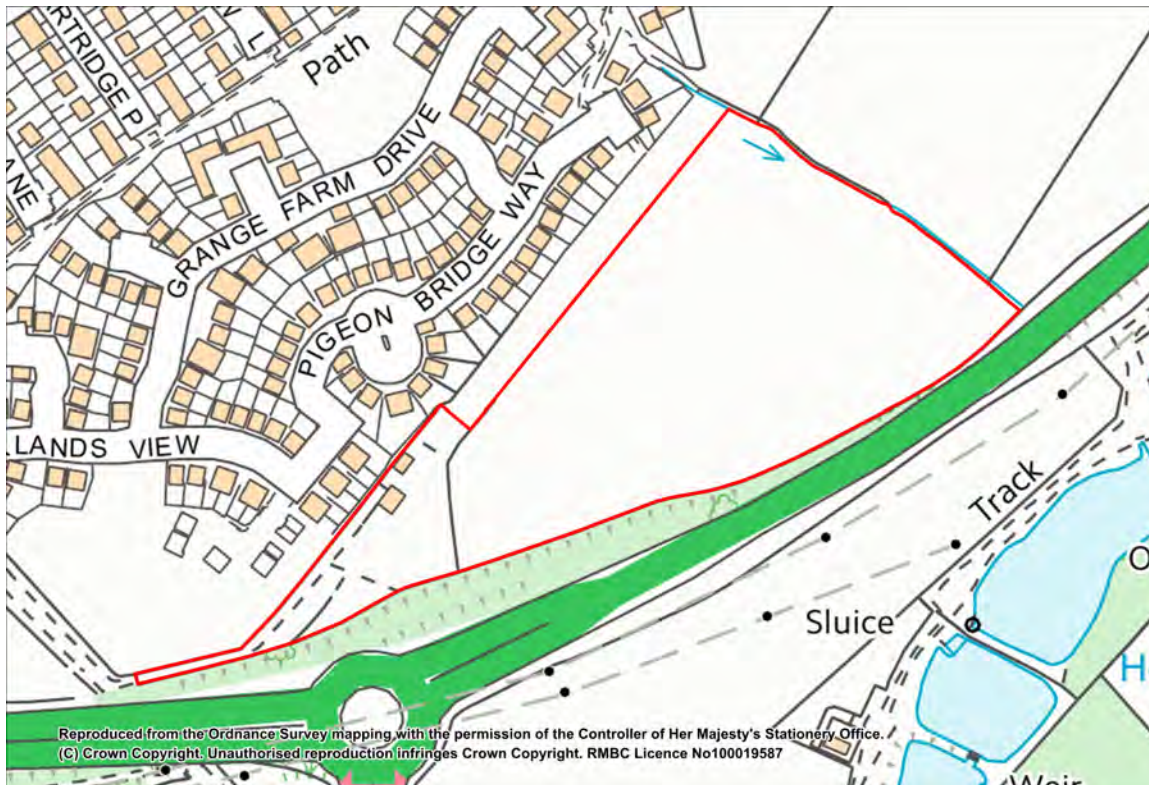 ARTRIDGE P
L
Path
ANE
GRANGE FARM DRIVE
PIGEON BRIDGE WAY
LANDS VIEW
Track
Sluice
O
H
Weir
Reproduced from the Ordnance Survey mapping with the permission of the Controller of Her Majesty's Stationery Office.
(C) Crown Copyright. Unauthorised reproduction infringes Crown Copyright. RMBC Licence No100019587